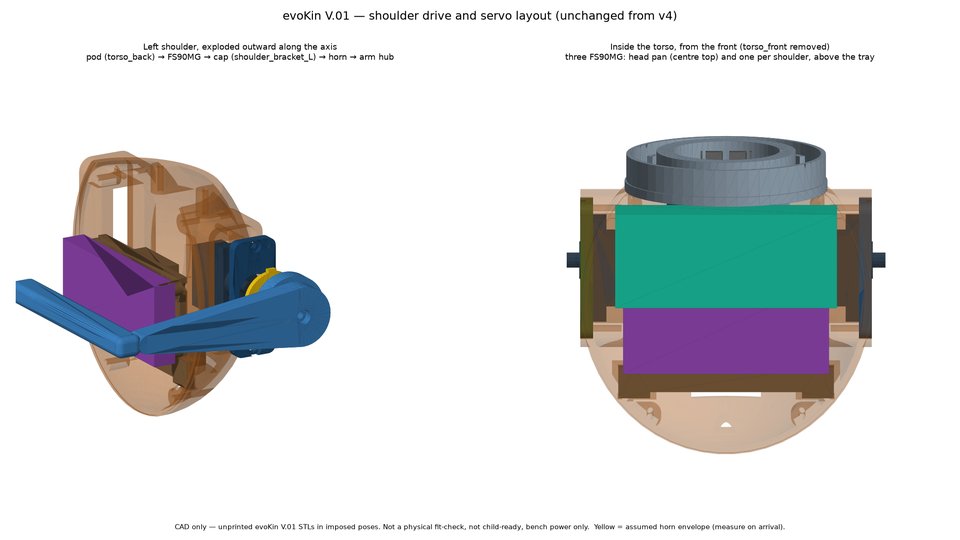 evoKin V.01 — shoulder drive and servo layout (unchanged from v4)
Left shoulder, exploded outward along the axis
pod (torso_back) → FS90MG → cap (shoulder_bracket_L) → horn → arm hub
Inside the torso, from the front (torso_front removed)
three FS90MG: head pan (centre top) and one per shoulder, above the tray
CAD only — unprinted evoKin V.01 STLs in imposed poses. Not a physical fit-check, not child-ready, bench power only.  Yellow = assumed horn envelope (measure on arrival).